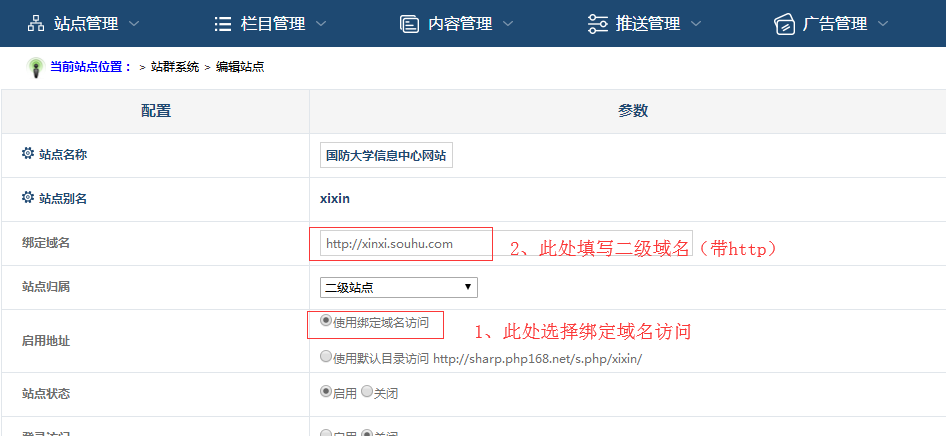 站点管理 栏目管理 内容管理 推送管理 广告管理
当前站点位置： > 站群系统 > 编辑站点
配置 参数
站点名称 国防大学信息中心网站
站点别名 xixin
绑定域名 http://xinxi.souhu.com 2、此处填写二级域名（带http）
站点归属 二级站点
启用地址 使用绑定域名访问 1、此处选择绑定域名访问
使用默认目录访问 http://sharp.php168.net/s.php/xixin/
站点状态 启用 关闭
登录访问 启用 关闭